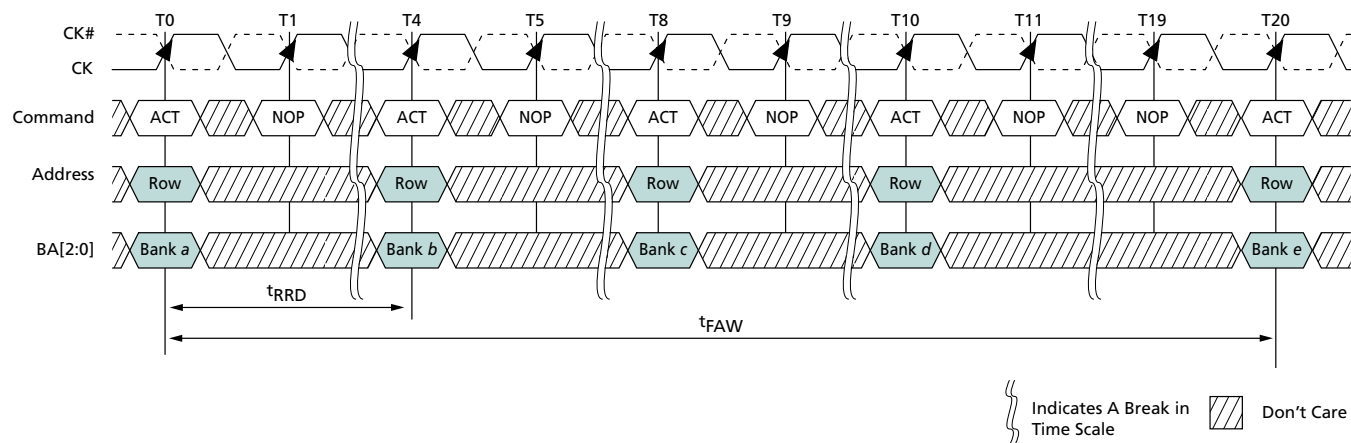 T0 T1 T4 T5 T8 T9 T10 T11 T19 T20
CK#
CK
Command ACT NOP ACT NOP ACT NOP ACT NOP NOP ACT
Address Row Row Row Row Row
BA[2:0] Bank a Bank b Bank c Bank d Bank e
tRRD
tFAW
Indicates A Break in
Time Scale
Don't Care